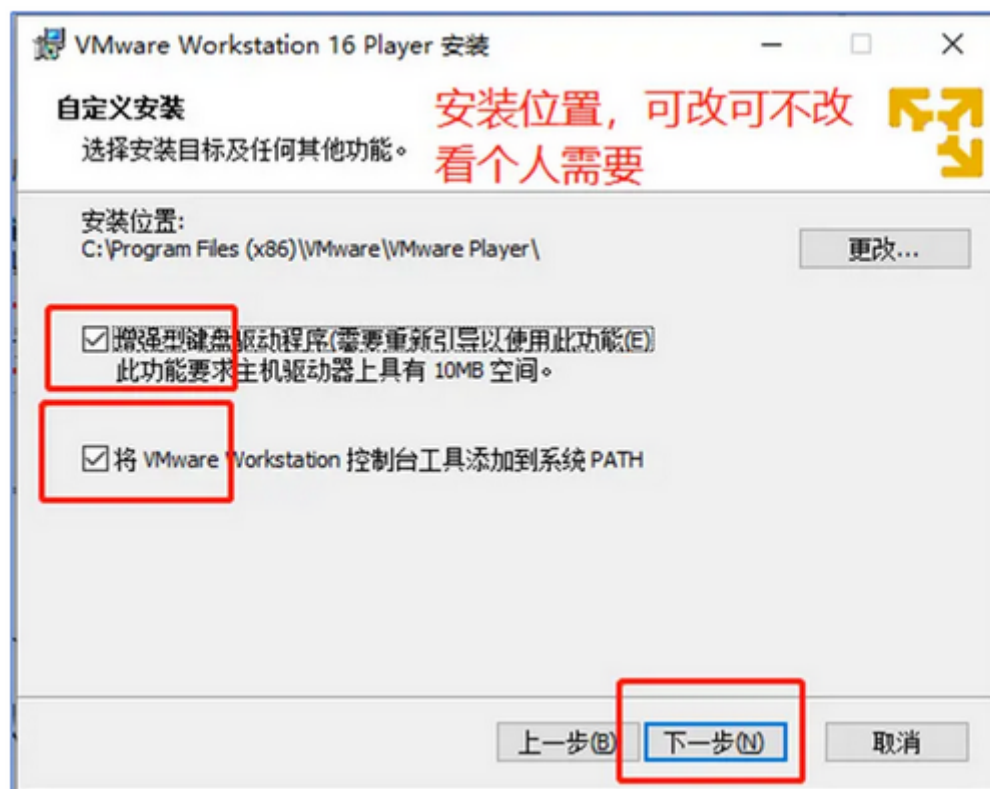 VMware Workstation 16 Player 安装
自定义安装
选择安装目标及任何其他功能。
安装位置，可改可不改
看个人需要
安装位置:
C:\Program Files (x86)\VMware\VMware Player\
更改...
增强型键盘驱动程序(需要重新引导以使用此功能(E)
此功能要求主机驱动器上具有 10MB 空间。
将 VMware Workstation 控制台工具添加到系统 PATH
上一步(B)
下一步(N)
取消